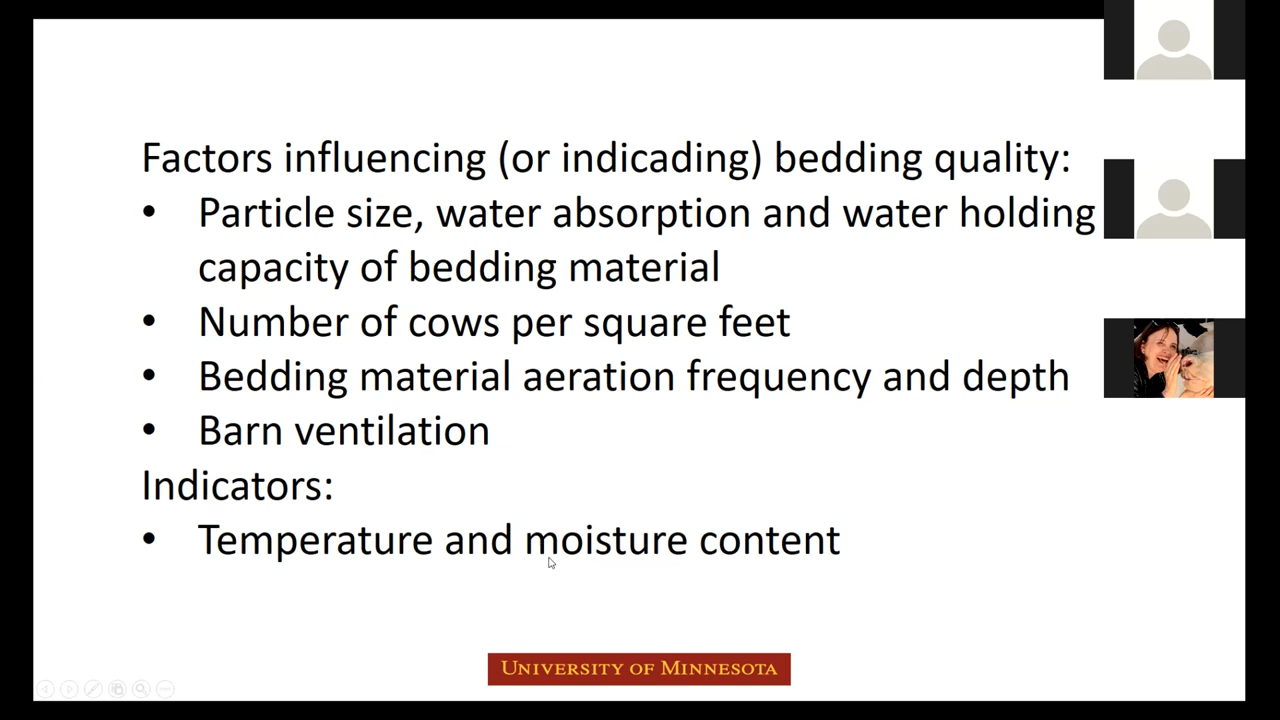 Factors influencing (or indicading) bedding quality:
• Particle size, water absorption and water holding
capacity of bedding material
• Number of cows per square feet
• Bedding material aeration frequency and depth
• Barn ventilation
Indicators:
• Temperature and moisture content
UNIVERSITY OF MINNESOTA